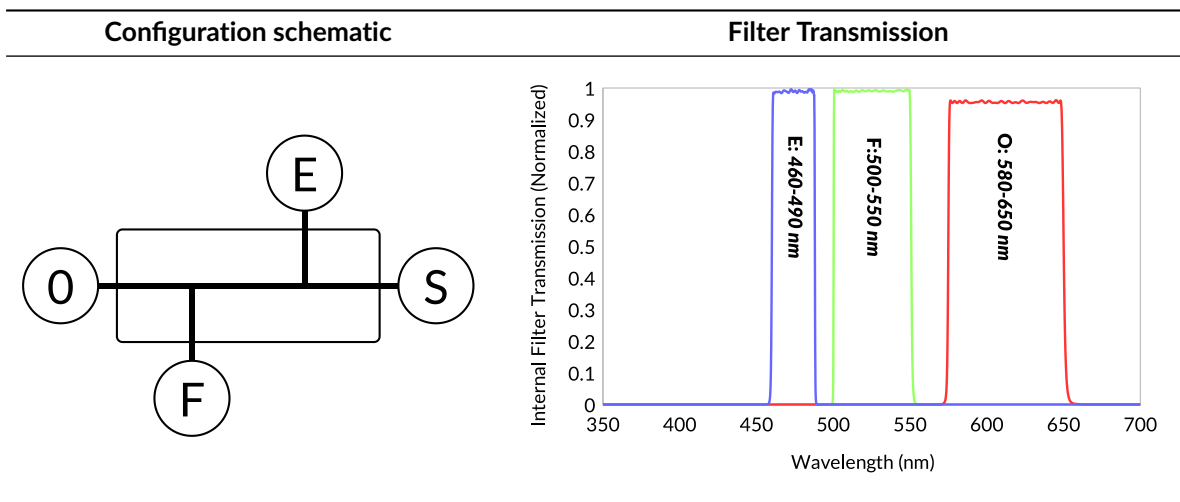 Configuration schematic
Filter Transmission
E
0
S
F
Internal Filter Transmission (Normalized)
1
0.9
0.8
0.7
0.6
0.5
0.4
0.3
0.2
0.1
0
E: 460-490 nm
F:500-550 nm
O: 580-650 nm
350 400 450 500 550 600 650 700
Wavelength (nm)